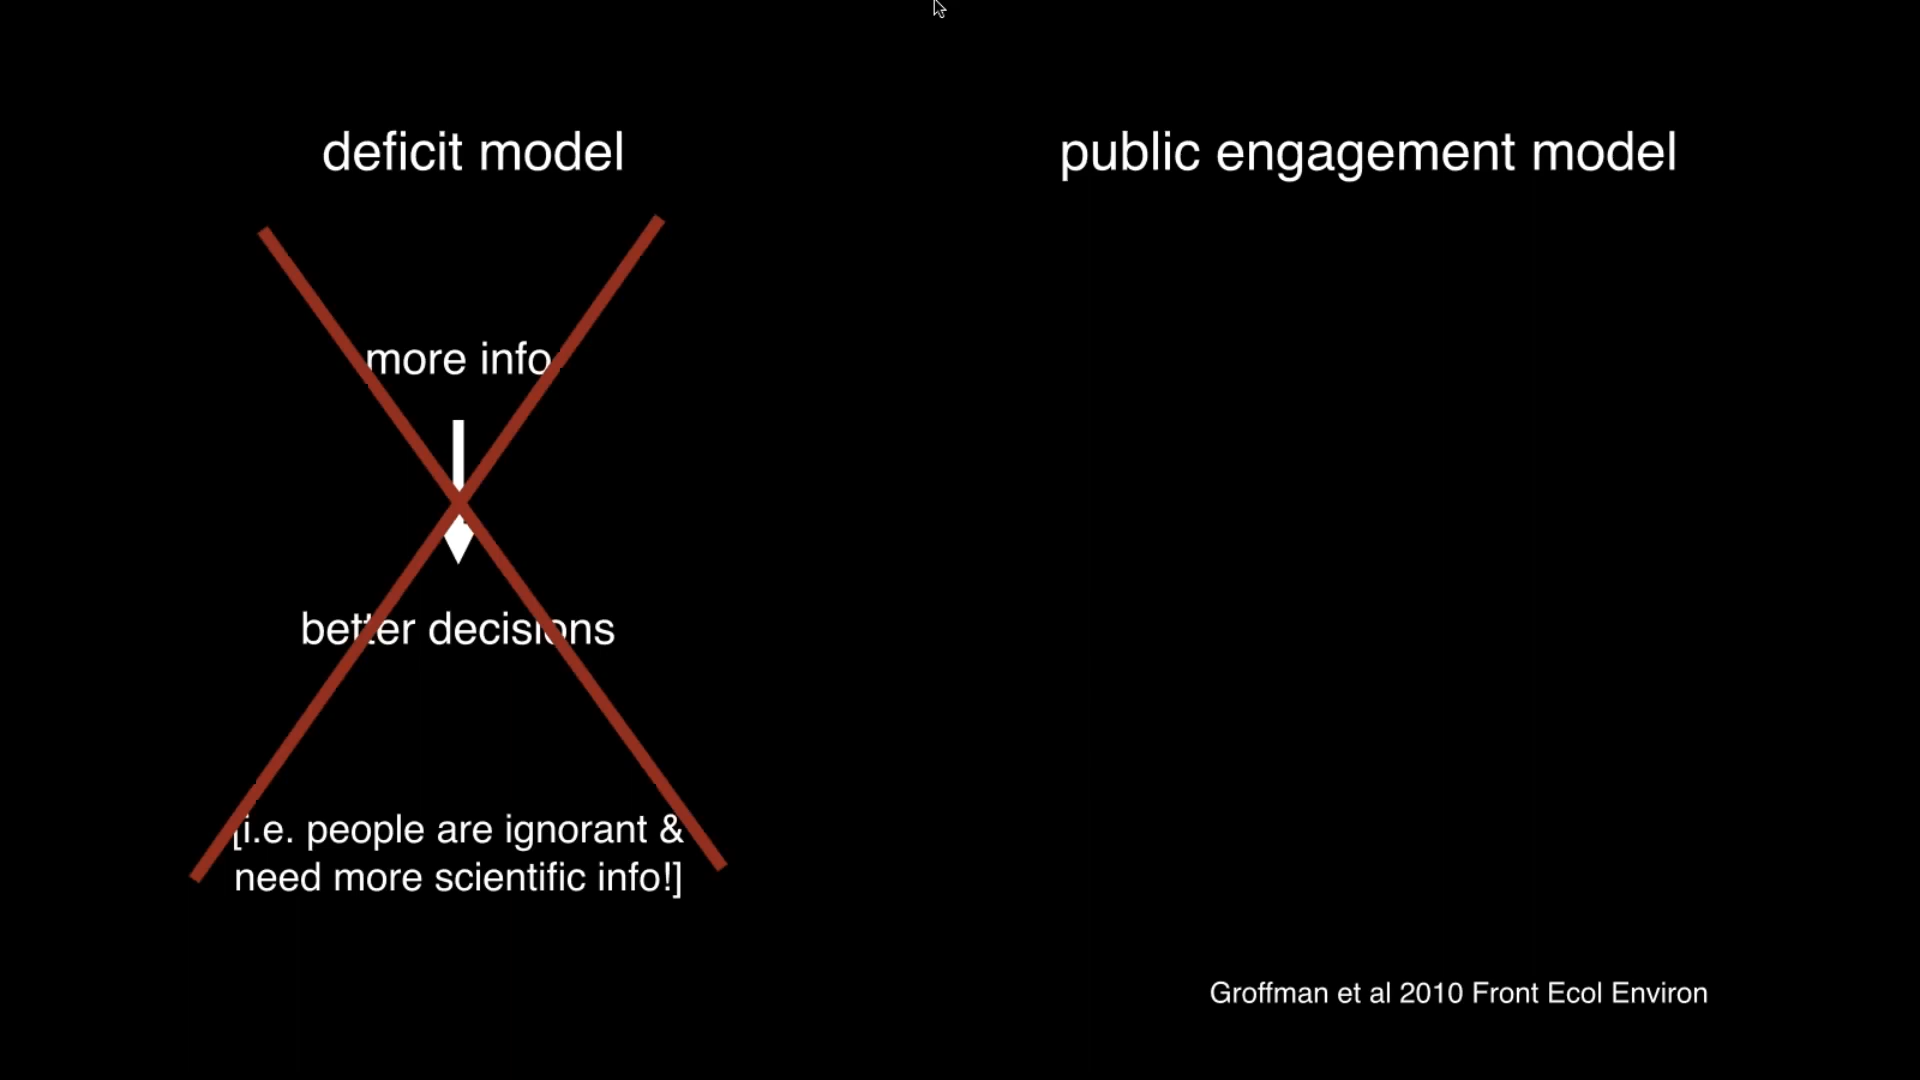 deficit model
public engagement model
more info
better decisions
[i.e. people are ignorant &
need more scientific info!]
Groffman et al 2010 Front Ecol Environ